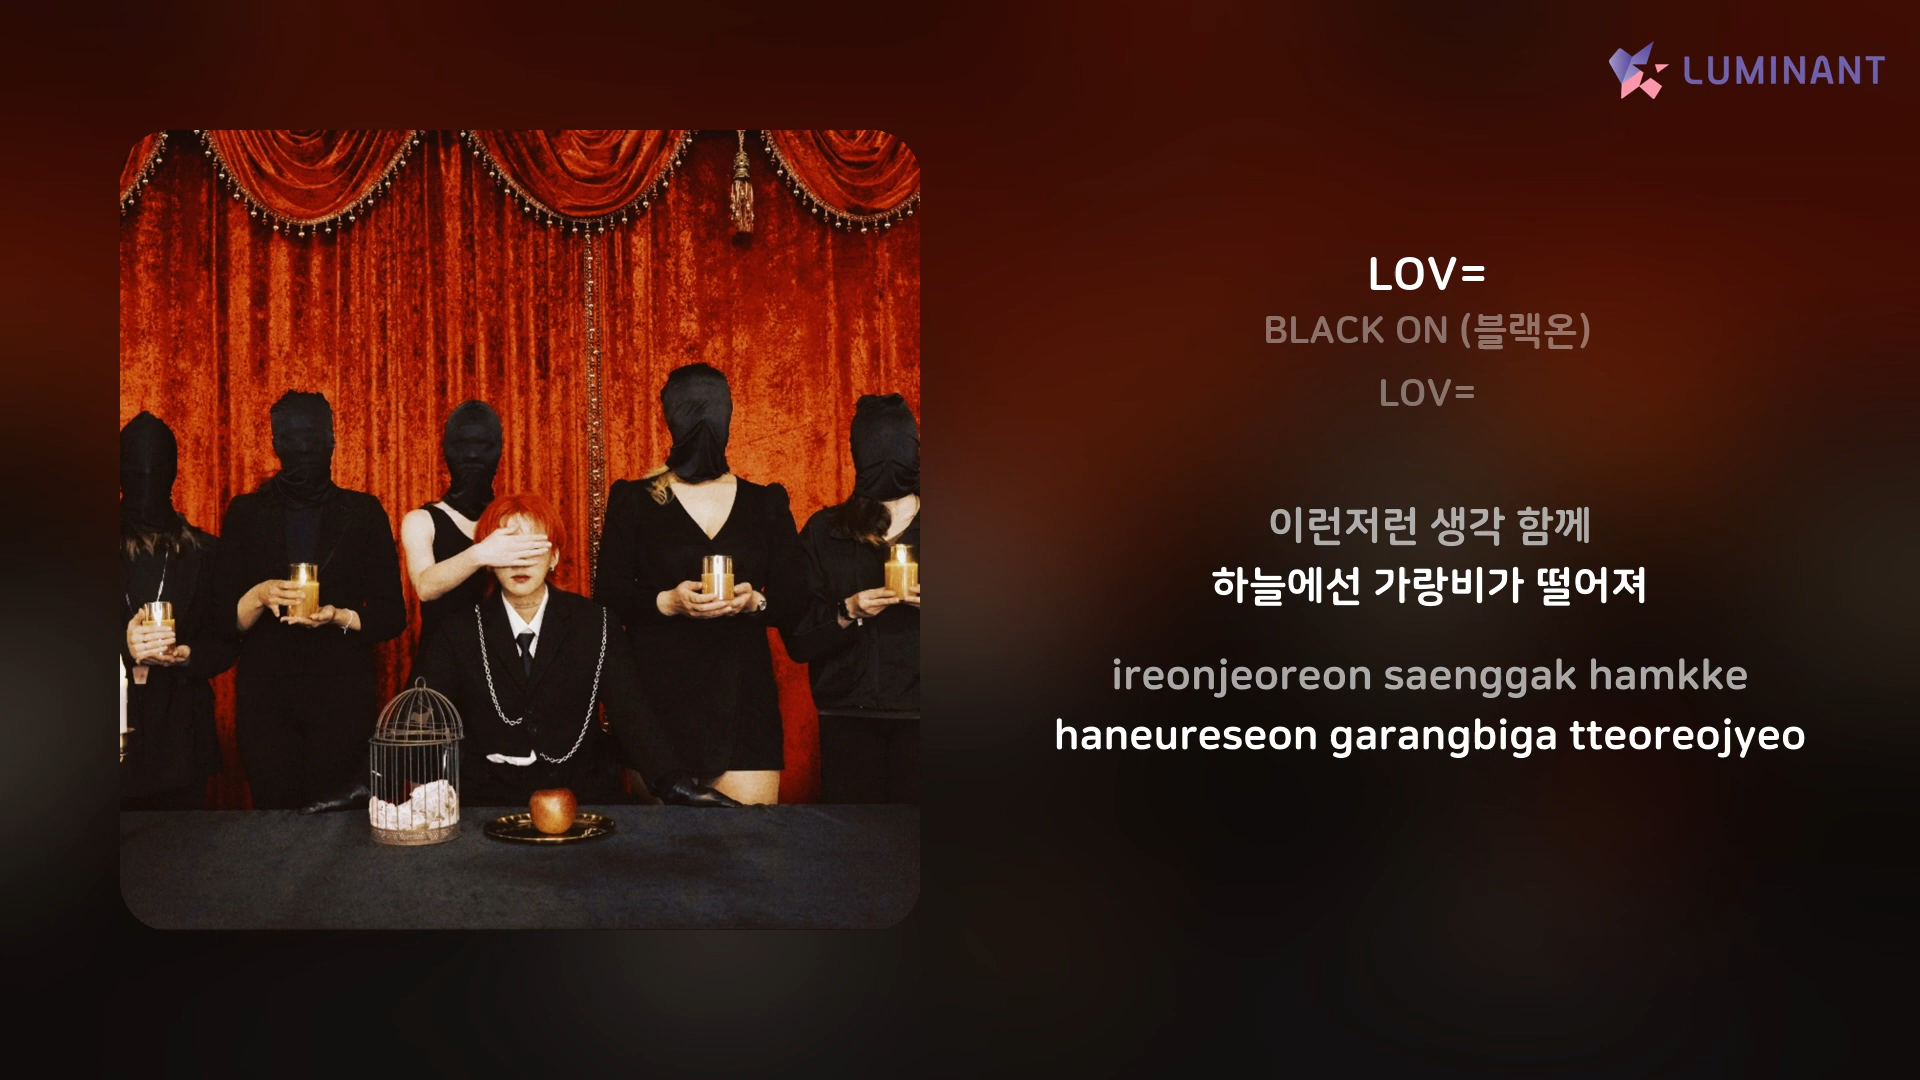 LUMINANT
LOV=
BLACK ON (블랙온)
LOV=
이런저런 생각 함께
하늘에선 가랑비가 떨어져
ireonjeoreon saenggak hamkke
haneureseon garangbiga tteoreojyeo